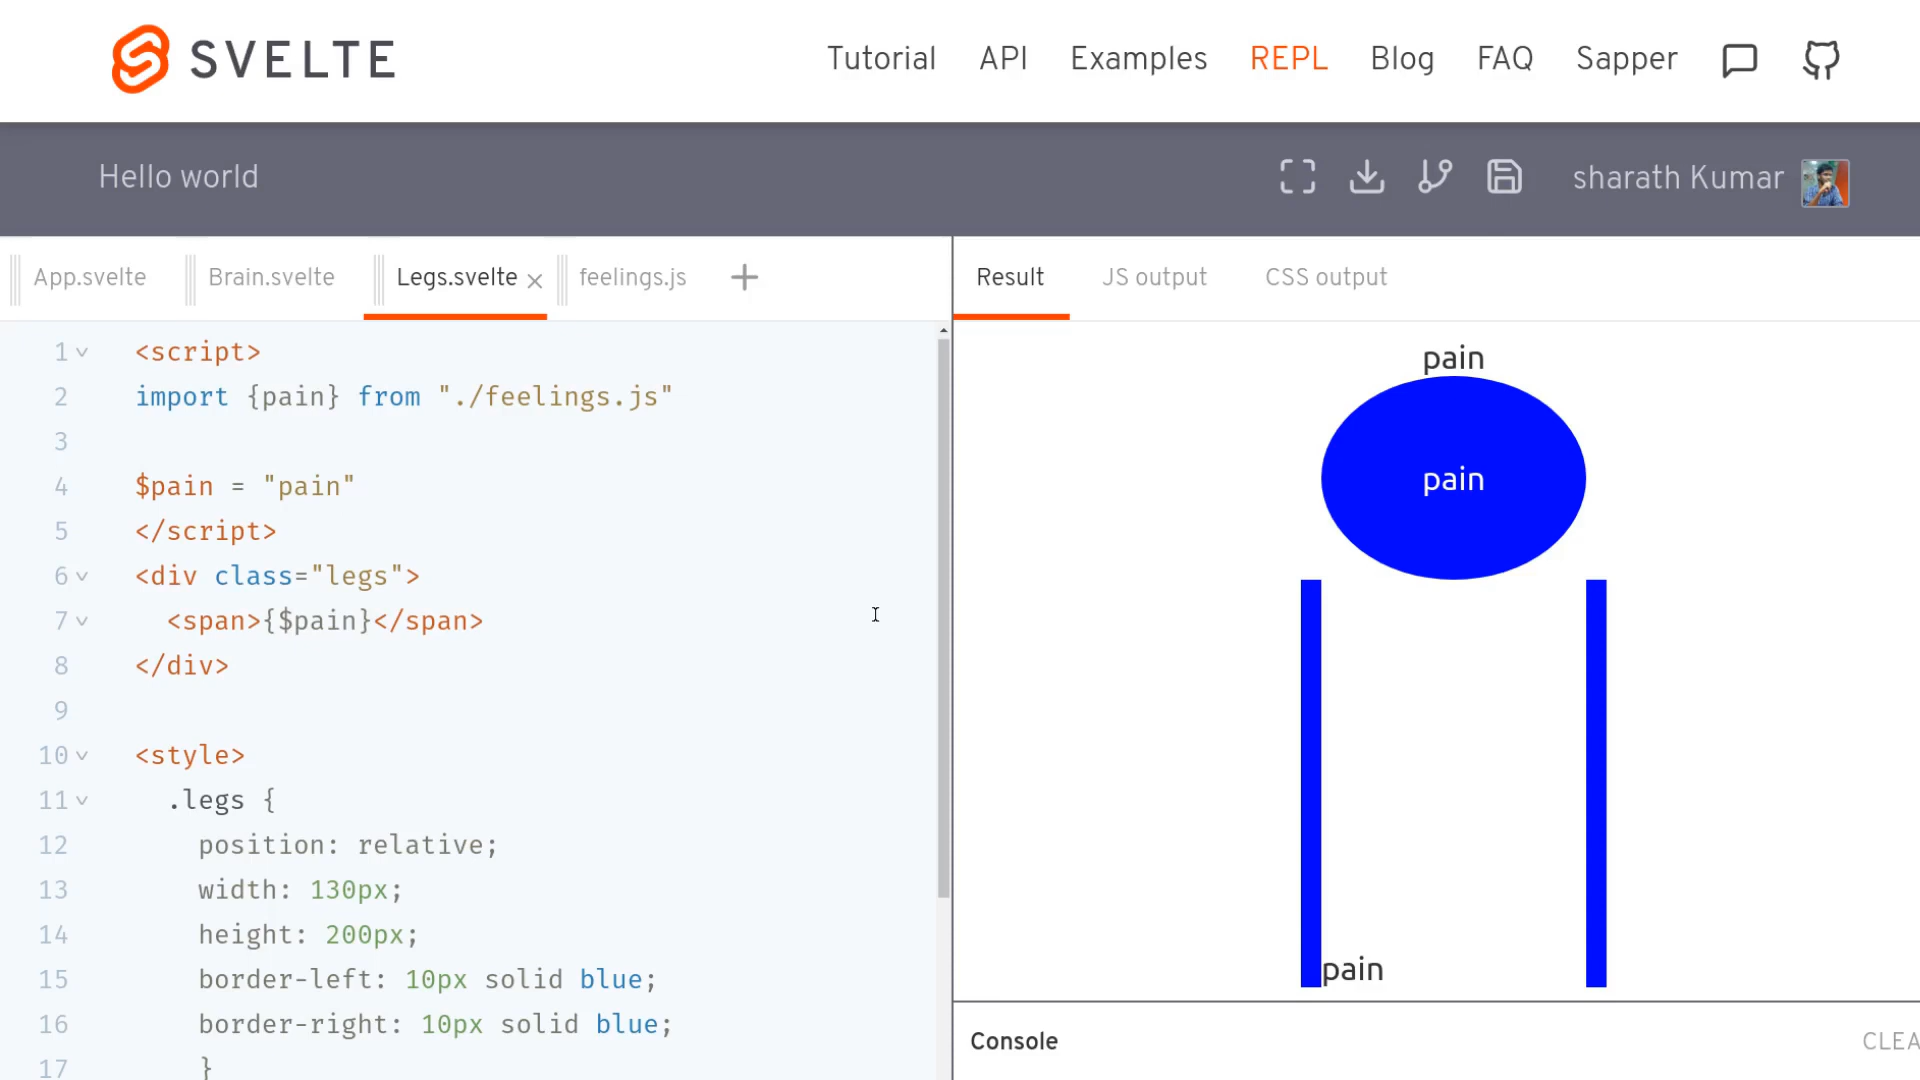 SVELTE
Tutorial API Examples REPL Blog FAQ Sapper
Hello world
sharath Kumar
App.svelte Brain.svelte Legs.svelte feelings.js
1 <script>
2 import {pain} from "./feelings.js"
3
4 $pain = "pain"
5 </script>
6 <div class="legs">
7 <span>{$pain}</span>
8 </div>
9
10 <style>
11 .legs {
12 position: relative;
13 width: 130px;
14 height: 200px;
15 border-left: 10px solid blue;
16 border-right: 10px solid blue;
17 }
Result JS output CSS output
pain
pain
pain
Console CLEA